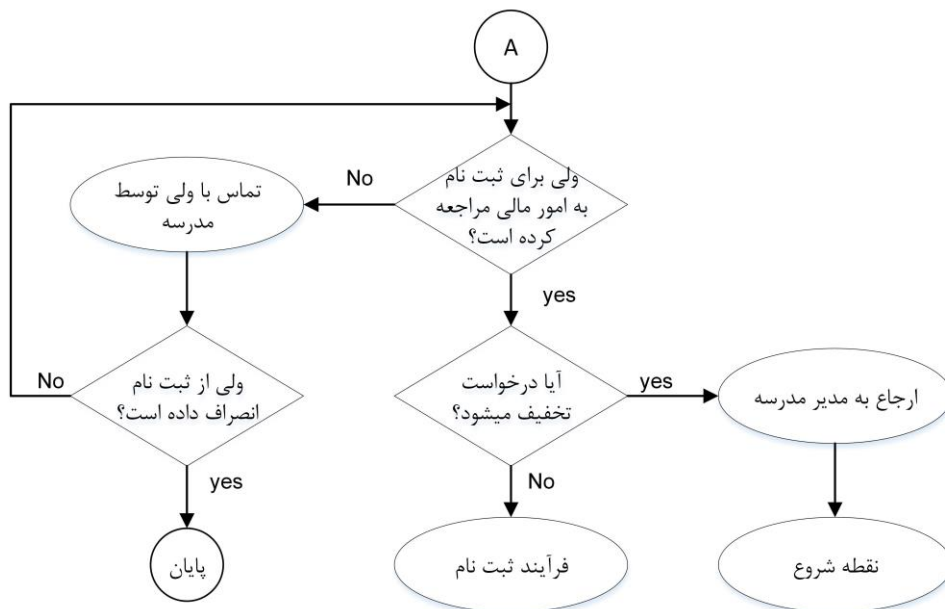 A
ولی برای ثبت نام
به امور مالی مراجعه
کرده است؟
No
تماس با ولی توسط
مدرسه
yes
ولی از ثبت نام
انصراف داده است؟
No
yes
پایان
آیا درخواست
تخفیف میشود؟
yes
ارجاع به مدیر مدرسه
No
فرآیند ثبت نام
نقطه شروع